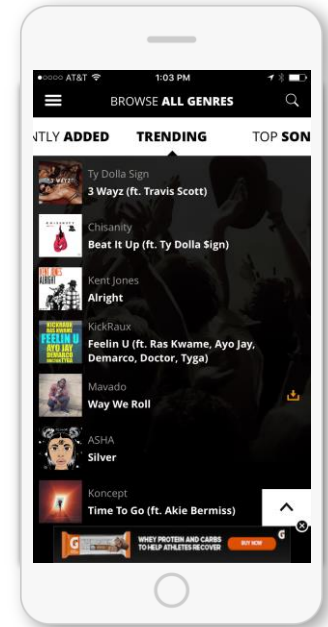 AT&T 1:03 PM
BROWSE ALL GENRES
NTLY ADDED TRENDING TOP SON
Ty Dolla Sign
3 Wayz (ft. Travis Scott)
Chisanity
Beat It Up (ft. Ty Dolla $ign)
Kent Jones
Alright
KickRaux
Feelin U (ft. Ras Kwame, Ayo Jay,
Demarco, Doctor, Tyga)
Mavado
Way We Roll
ASHA
Silver
Koncept
Time To Go (ft. Akie Bermiss)
WHEY PROTEIN AND CARBS
TO HELP ATHLETES RECOVER
BUY NOW
G